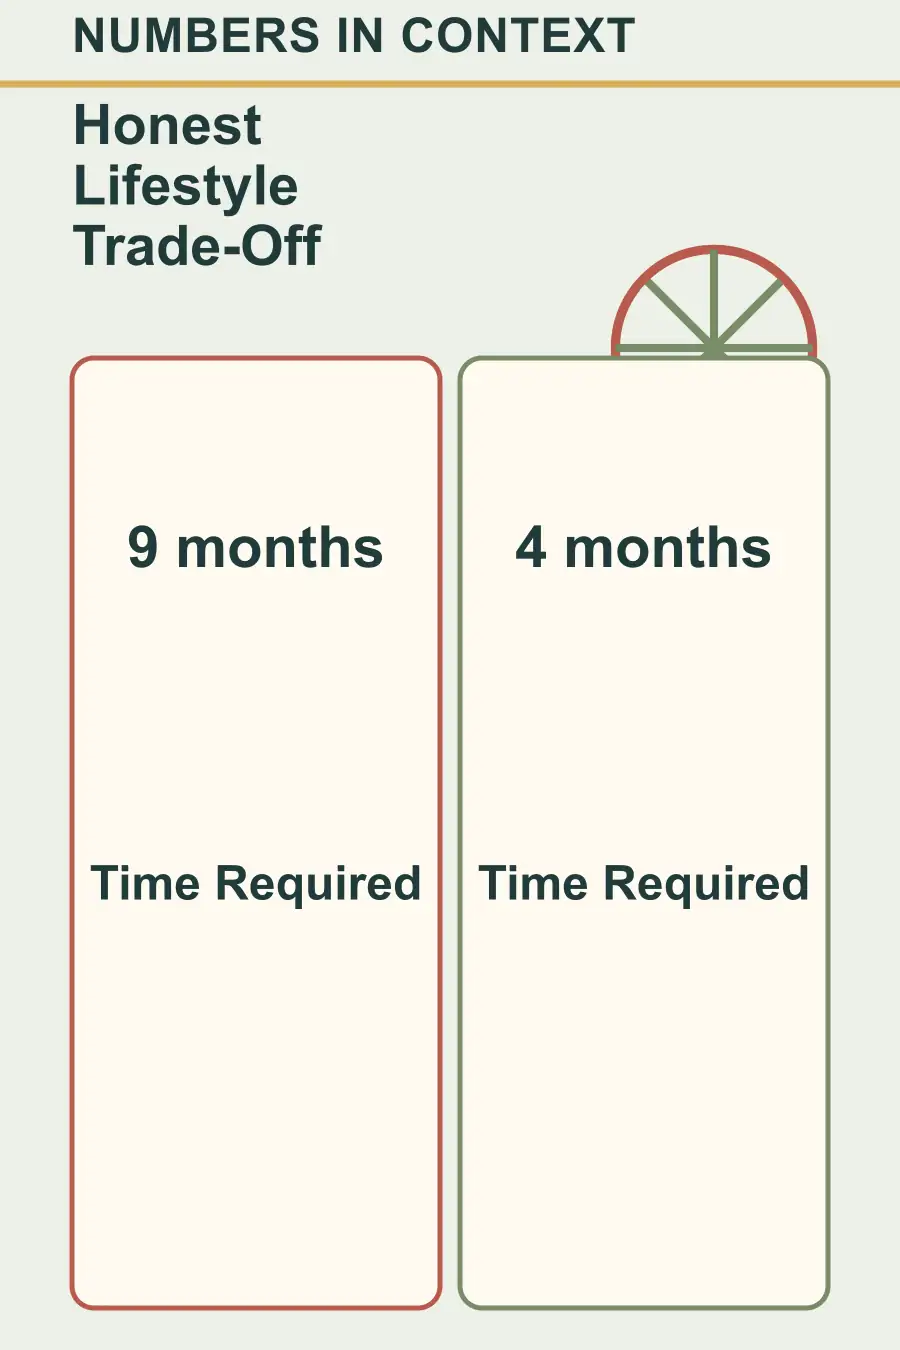 NUMBERS IN CONTEXT
Honest
Lifestyle
Trade-Off
9 months
Time Required
4 months
Time Required